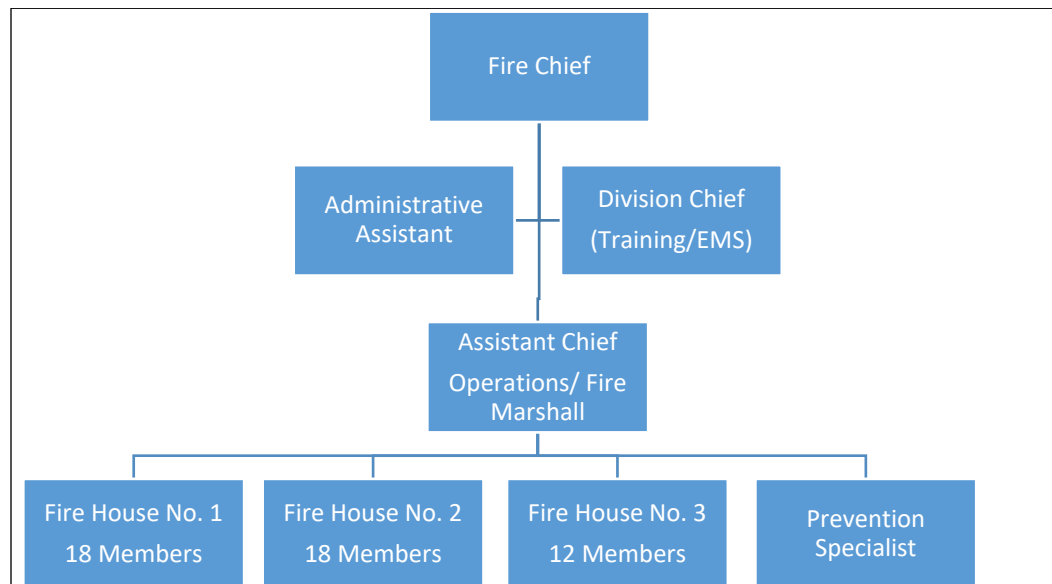 Fire Chief
Administrative
Assistant
Division Chief
(Training/EMS)
Assistant Chief
Operations/ Fire
Marshall
Fire House No. 1
18 Members
Fire House No. 2
18 Members
Fire House No. 3
12 Members
Prevention
Specialist